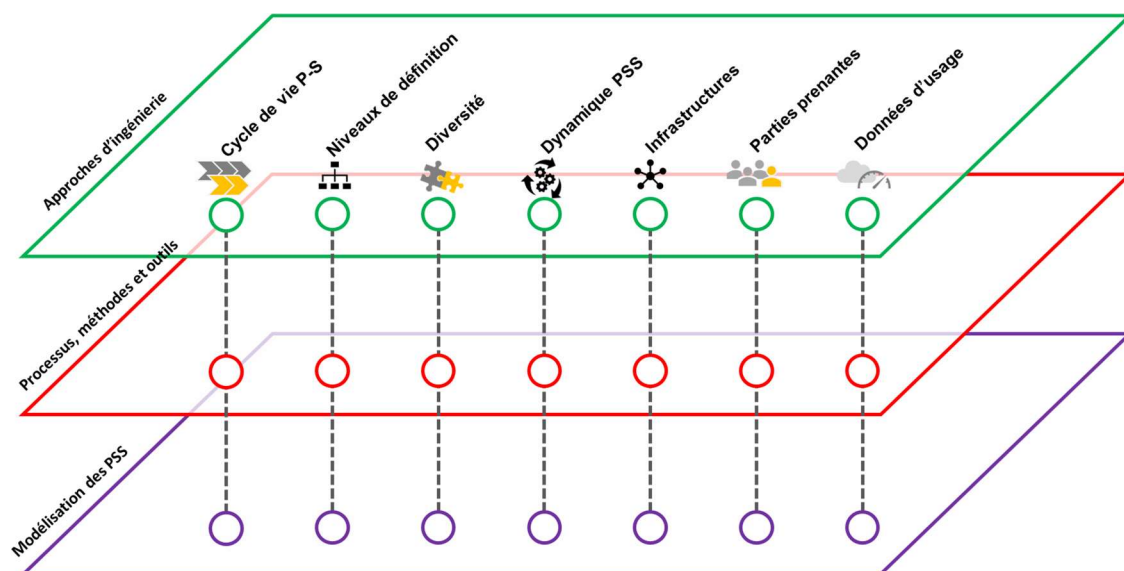 Approches d'ingénierie
Cycle de vie P-S
Niveaux de définition
Diversité
Dynamique PSS
Infrastructures
Parties prenantes
Données d'usage
Processus, méthodes et outils
Modélisation des PSS